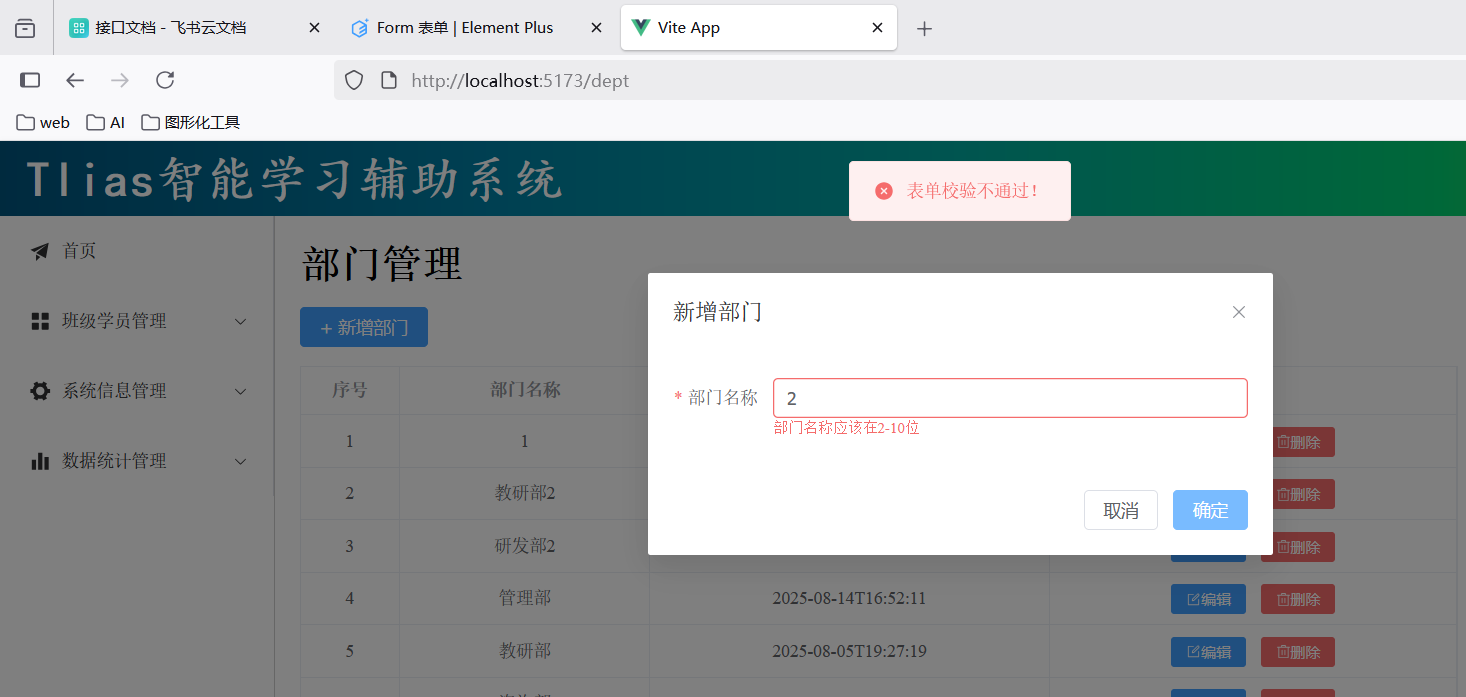 接口文档 - 飞书云文档
Form 表单 | Element Plus
Vite App
http://localhost:5173/dept
web
AI
图形化工具
Tlias智能学习辅助系统
表单校验不通过！
首页
班级学员管理
系统信息管理
数据统计管理
部门管理
+ 新增部门
新增部门
* 部门名称
2
部门名称应该在2-10位
取消
确定
序号 部门名称
1 1 删除
2 教研部2 删除
3 研发部2 删除
4 管理部 2025-08-14T16:52:11 编辑 删除
5 教研部 2025-08-05T19:27:19 编辑 删除